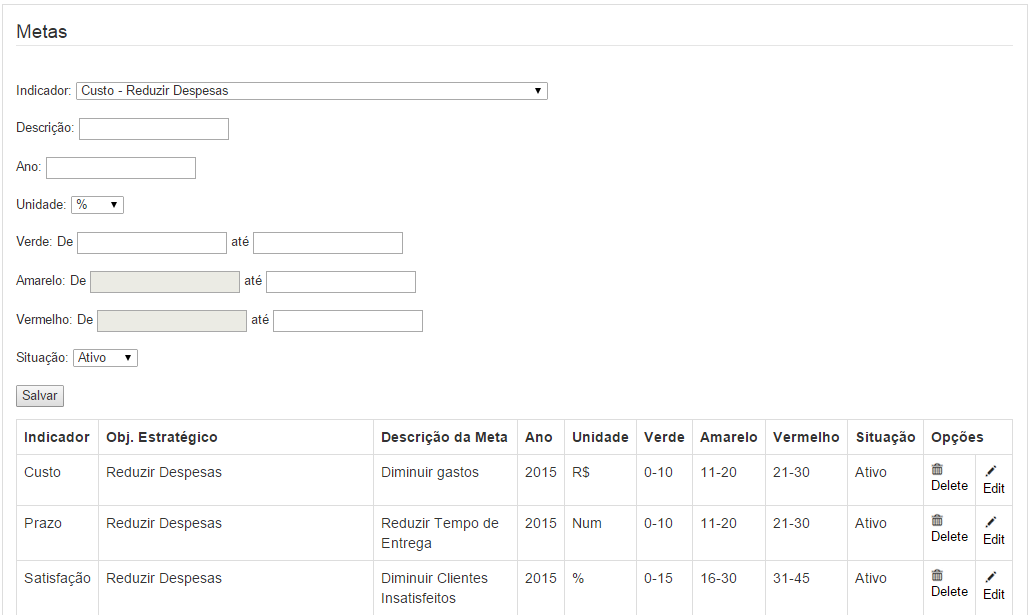 Metas
Indicador: Custo - Reduzir Despesas
Descrição:
Ano:
Unidade: %
Verde: De até
Amarelo: De até
Vermelho: De até
Situação: Ativo
Salvar
Indicador Obj. Estratégico Descrição da Meta Ano Unidade Verde Amarelo Vermelho Situação Opções
Custo Reduzir Despesas Diminuir gastos 2015 R$ 0-10 11-20 21-30 Ativo Delete Edit
Prazo Reduzir Despesas Reduzir Tempo de 2015 Num 0-10 11-20 21-30 Ativo Delete Edit
Entrega
Satisfação Reduzir Despesas Diminuir Clientes 2015 % 0-15 16-30 31-45 Ativo Delete Edit
Insatisfeitos